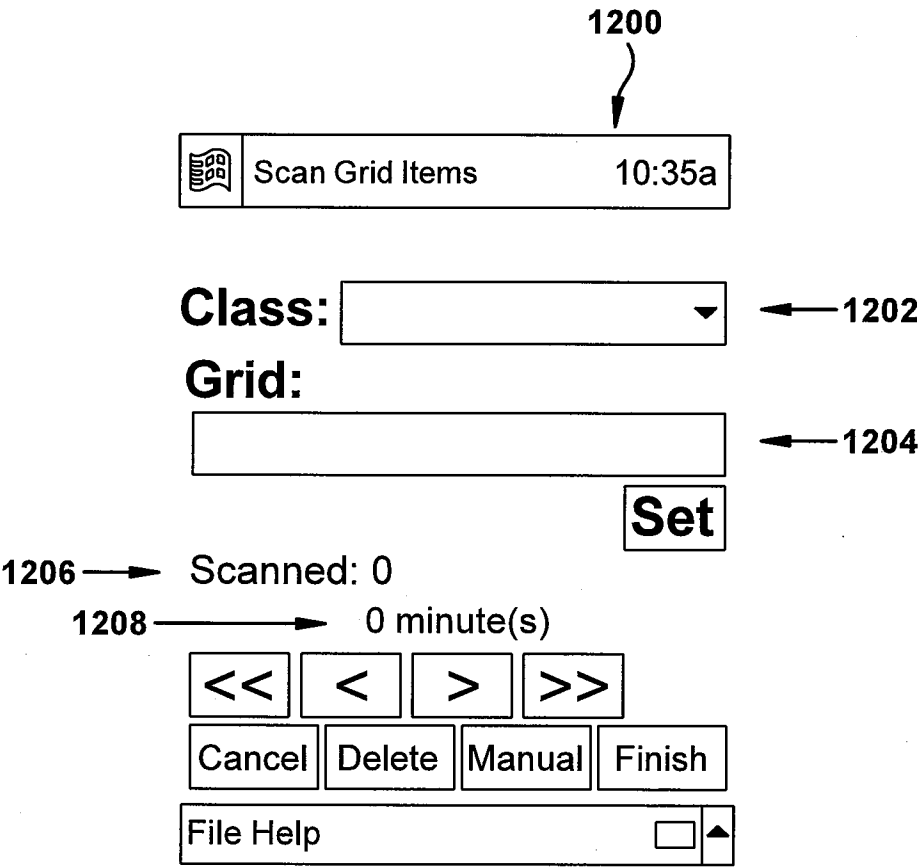 1200
Scan Grid Items 10:35a
Class: 1202
Grid:
1204
Set
1206 Scanned: 0
1208 0 minute(s)
<< < > >>
Cancel Delete Manual Finish
File Help